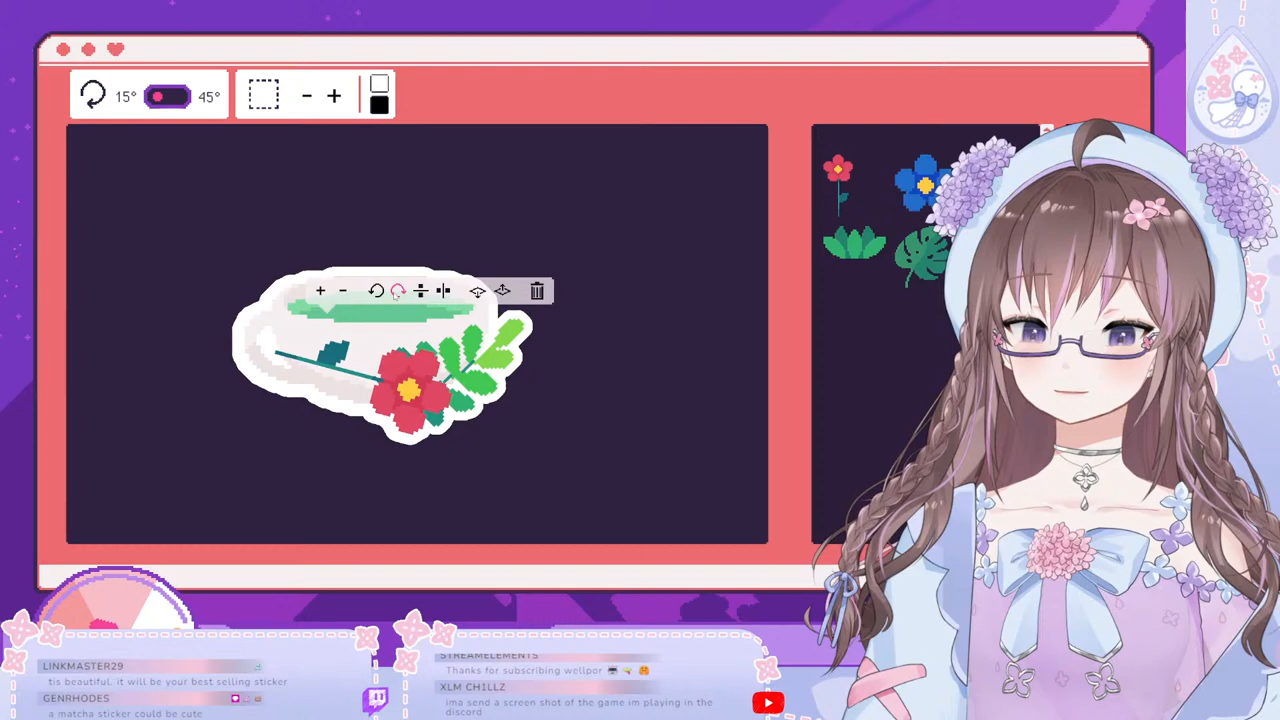 15° 45° - +
+ -
LINKMASTER29
tis beautiful. it will be your best selling sticker
GENRHODES
a matcha sticker could be cute
STREAMELEMENTS
Thanks for subscribing wellpor
XLM CHILLZ
ima send a screen shot of the game im playing in the
discord